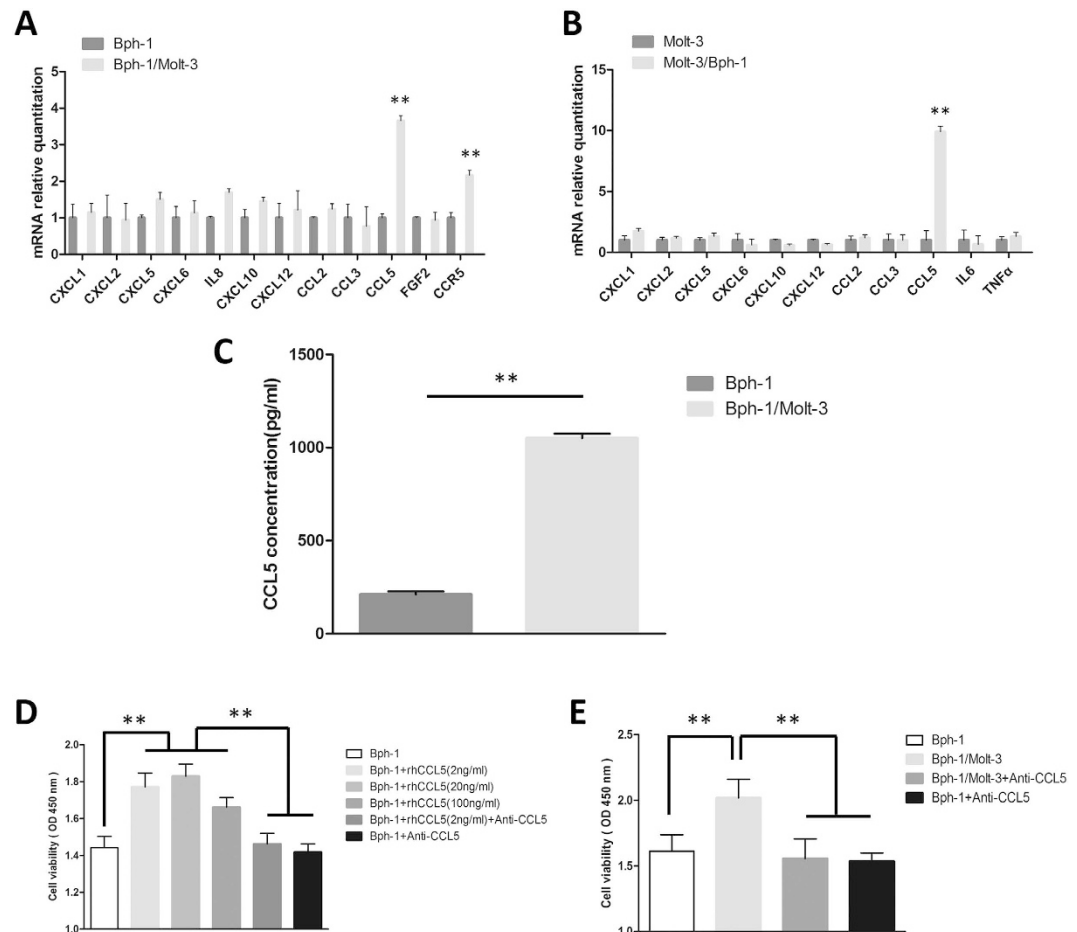 A
Bph-1
Bph-1/Molt-3
mRNA relative quantitation
5
4
3
2
1
0
**
**
CXCL1
CXCL2
CXCL5
CXCL6
IL8
CXCL10
CXCL12
CCL2
CCL3
CCL5
FGF2
CCR5
B
Molt-3
Molt-3/Bph-1
mRNA relative quantitation
15
10
5
0
**
CXCL1
CXCL2
CXCL5
CXCL6
CXCL10
CXCL12
CCL2
CCL3
CCL5
IL6
TNFα
C
CCL5 concentration(pg/ml)
1500
1000
500
0
**
Bph-1
Bph-1/Molt-3
D
Cell viability ( OD 450 nm )
2.0
1.8
1.6
1.4
1.2
1.0
**
**
Bph-1
Bph-1+rhCCL5(2ng/ml)
Bph-1+rhCCL5(20ng/ml)
Bph-1+rhCCL5(100ng/ml)
Bph-1+rhCCL5(2ng/ml)+Anti-CCL5
Bph-1+Anti-CCL5
E
Cell viability ( OD 450 nm )
2.5
2.0
1.5
1.0
**
**
Bph-1
Bph-1/Molt-3
Bph-1/Molt-3+Anti-CCL5
Bph-1+Anti-CCL5